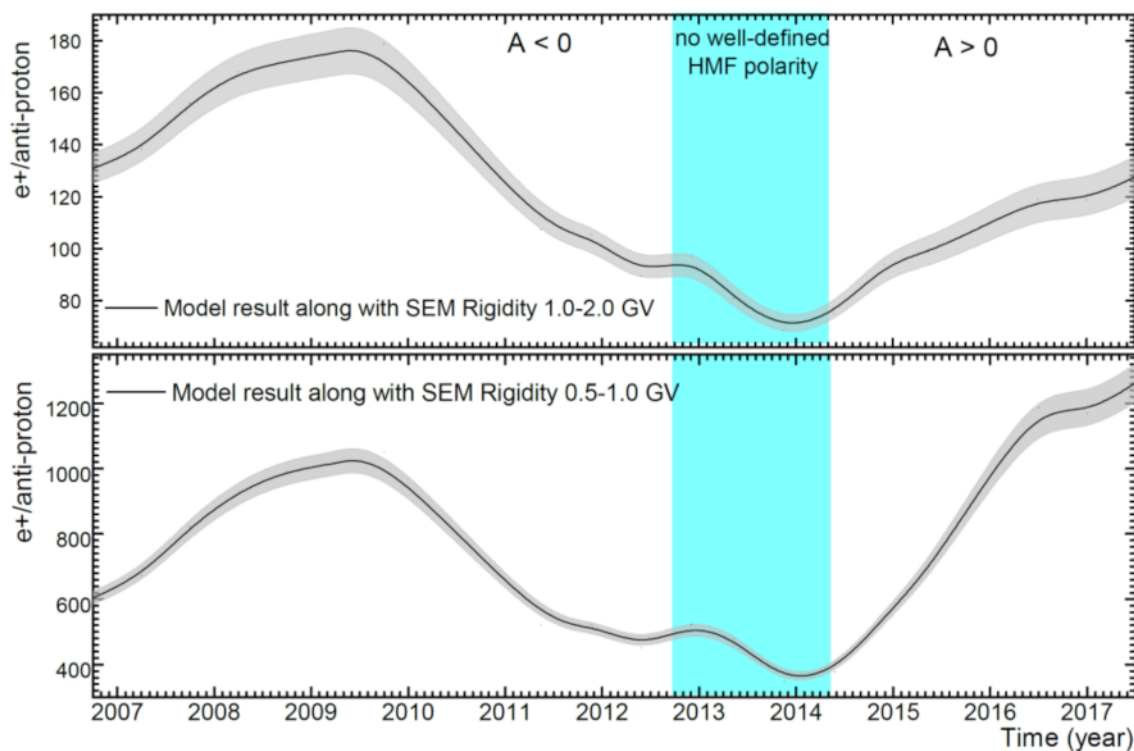 180
160
140
120
100
80
e+/anti-proton
A < 0
no well-defined
HMF polarity
A > 0
Model result along with SEM Rigidity 1.0-2.0 GV
1200
1000
800
600
400
e+/anti-proton
Model result along with SEM Rigidity 0.5-1.0 GV
2007 2008 2009 2010 2011 2012 2013 2014 2015 2016 2017
Time (year)